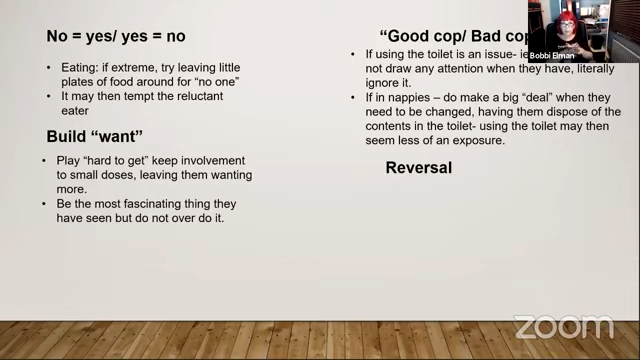 No = yes/ yes = no
• Eating: if extreme, try leaving little
plates of food around for “no one”
• It may then tempt the reluctant
eater
Build “want”
• Play “hard to get” keep involvement
to small doses, leaving them wanting
more.
• Be the most fascinating thing they
have seen but do not over do it.
“Good cop/ Bad cop
• If using the toilet is an issue- ie
not draw any attention when they have, literally
ignore it.
• If in nappies – do make a big “deal” when they
need to be changed, having them dispose of the
contents in the toilet- using the toilet may then
seem less of an exposure.
Reversal
Bobbi Elman
zoom